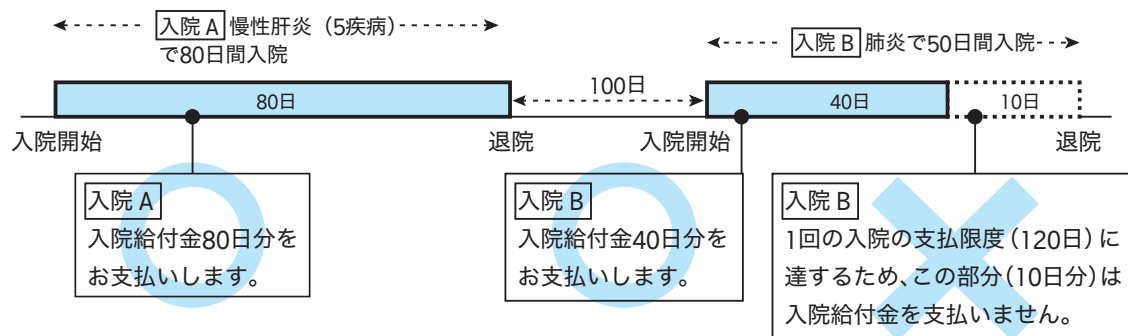 入院 A 慢性肝炎（5疾病）
で80日間入院
入院 B 肺炎で50日間入院
80日
100日
40日
10日
入院開始
退院
入院開始
退院
入院 A
入院給付金80日分を
お支払いします。
入院 B
入院給付金40日分を
お支払いします。
入院 B
1回の入院の支払限度（120日）に
達するため、この部分（10日分）は
入院給付金を支払いません。